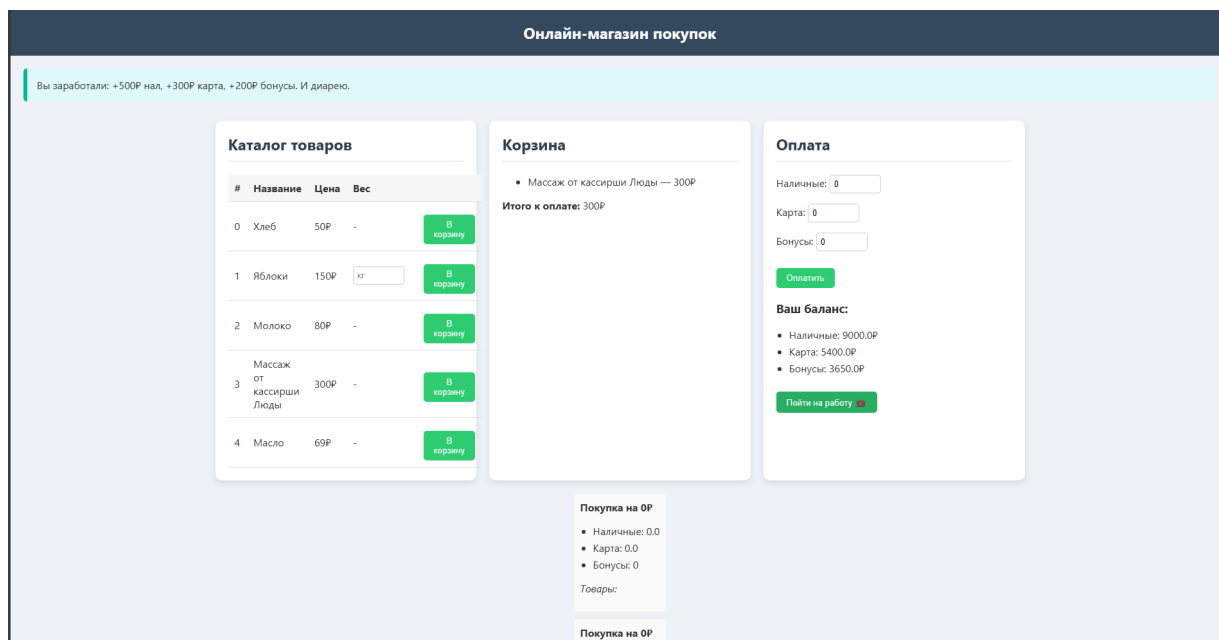 Онлайн-магазин покупок
Вы заработали: +500₽ нал, +300₽ карта, +200₽ бонусы. И диарею.
Каталог товаров
# Название Цена Вес
0 Хлеб 50₽ - В корзину
1 Яблоки 150₽ кг В корзину
2 Молоко 80₽ - В корзину
3 Массаж от кассирши Люды 300₽ - В корзину
4 Масло 69₽ - В корзину
Корзина
Массаж от кассирши Люды — 300₽
Итого к оплате: 300₽
Оплата
Наличные: 0
Карта: 0
Бонусы: 0
Оплатить
Ваш баланс:
Наличные: 9000.0₽
Карта: 5400.0₽
Бонусы: 3650.0₽
Пойти на работу
Покупка на 0₽
Наличные: 0.0
Карта: 0.0
Бонусы: 0
Товары:
Покупка на 0₽